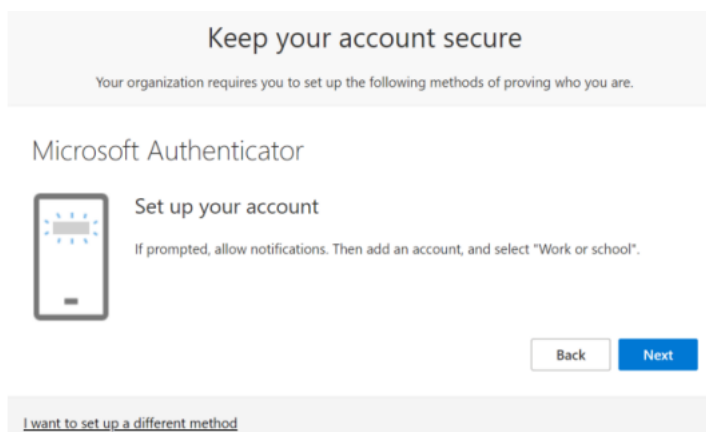 Keep your account secure
Your organization requires you to set up the following methods of proving who you are.
Microsoft Authenticator
Set up your account
If prompted, allow notifications. Then add an account, and select "Work or school".
Back
Next
I want to set up a different method